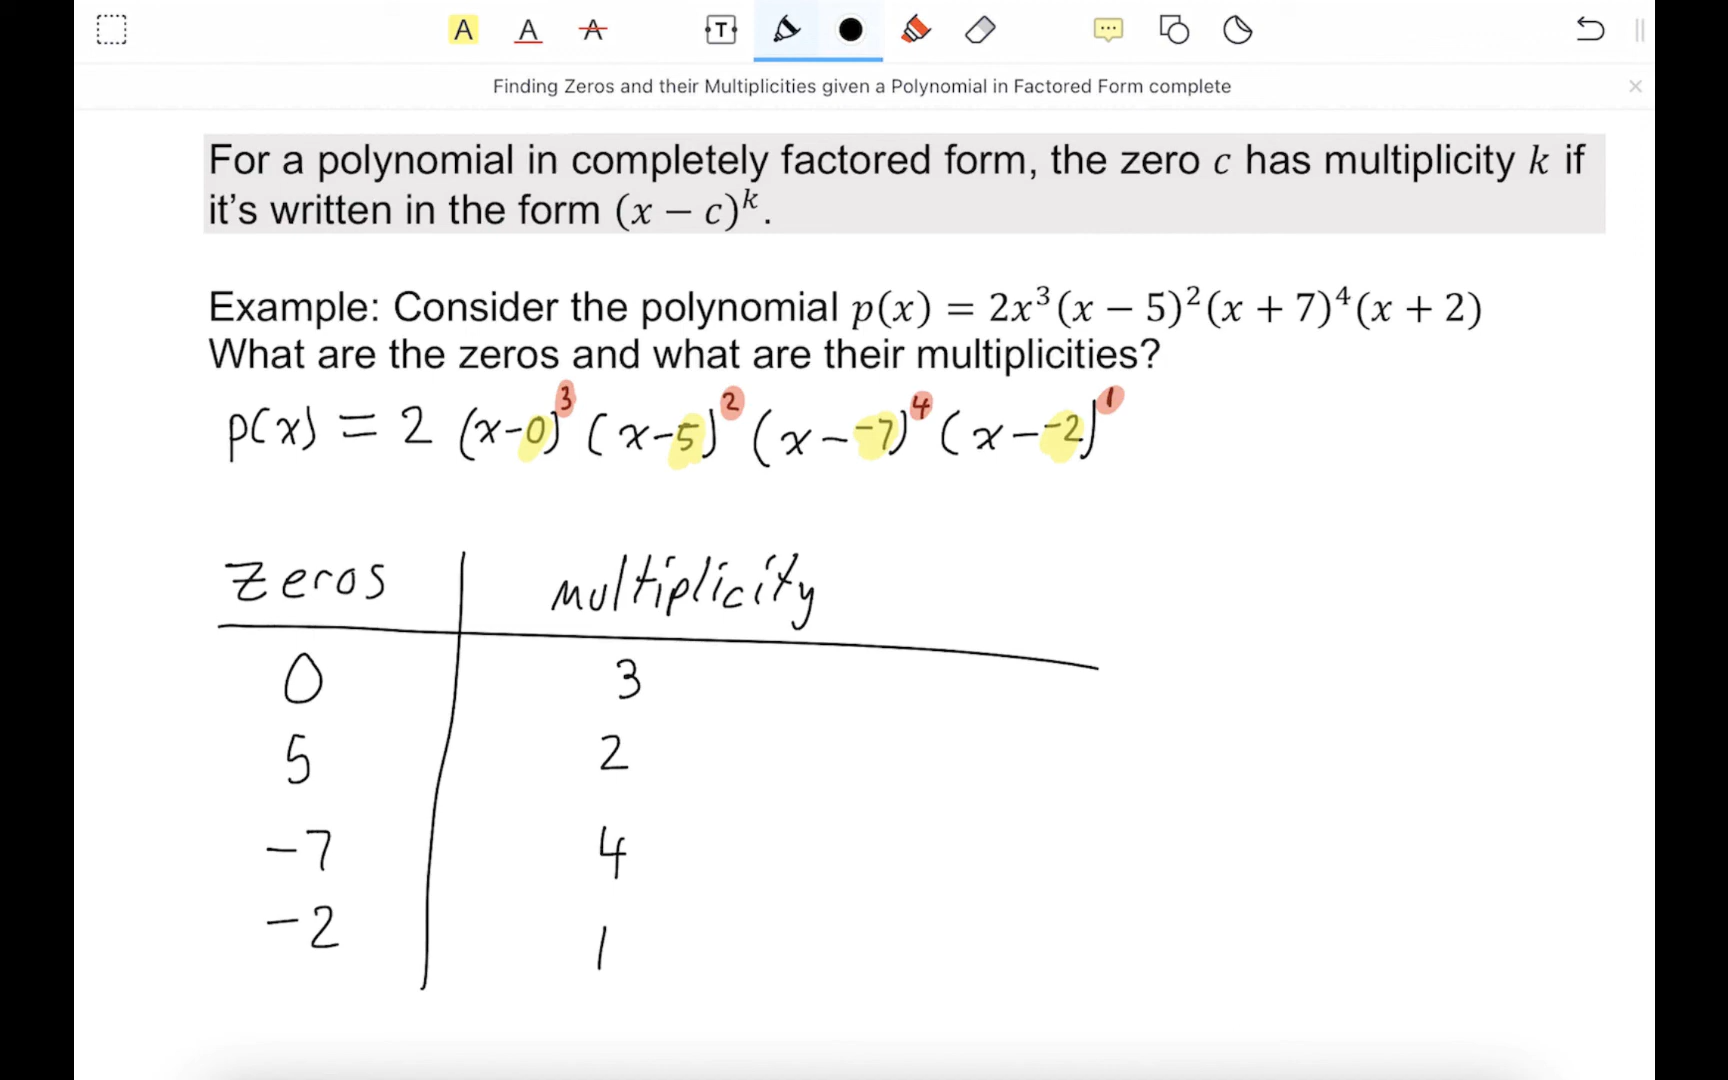 A A A T
Finding Zeros and their Multiplicities given a Polynomial in Factored Form complete
For a polynomial in completely factored form, the zero c has multiplicity k if
it’s written in the form (x − c)^k.
Example: Consider the polynomial p(x) = 2x³(x − 5)²(x + 7)⁴(x + 2)
What are the zeros and what are their multiplicities?
p(x) = 2 (x-0)³ (x-5)² (x--7)⁴ (x--2)¹
zeros multiplicity
0 3
5 2
-7 4
-2 1